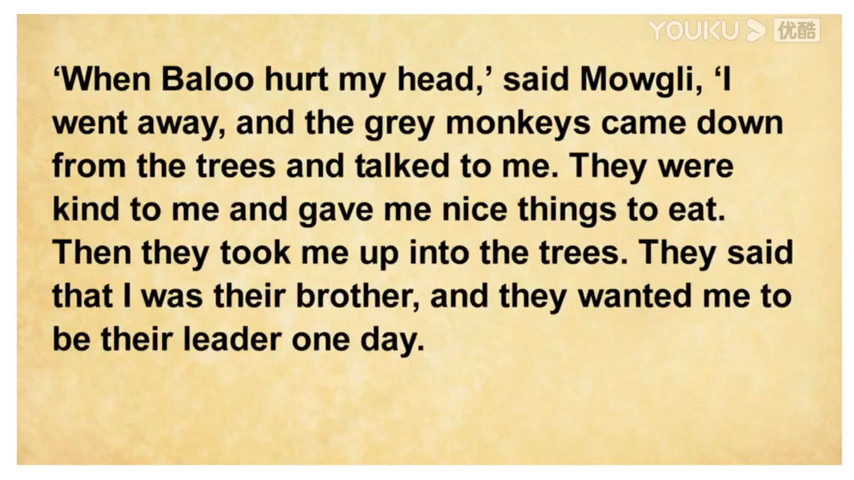 YOUKU 优酷
‘When Baloo hurt my head,’ said Mowgli, ‘I
went away, and the grey monkeys came down
from the trees and talked to me. They were
kind to me and gave me nice things to eat.
Then they took me up into the trees. They said
that I was their brother, and they wanted me to
be their leader one day.